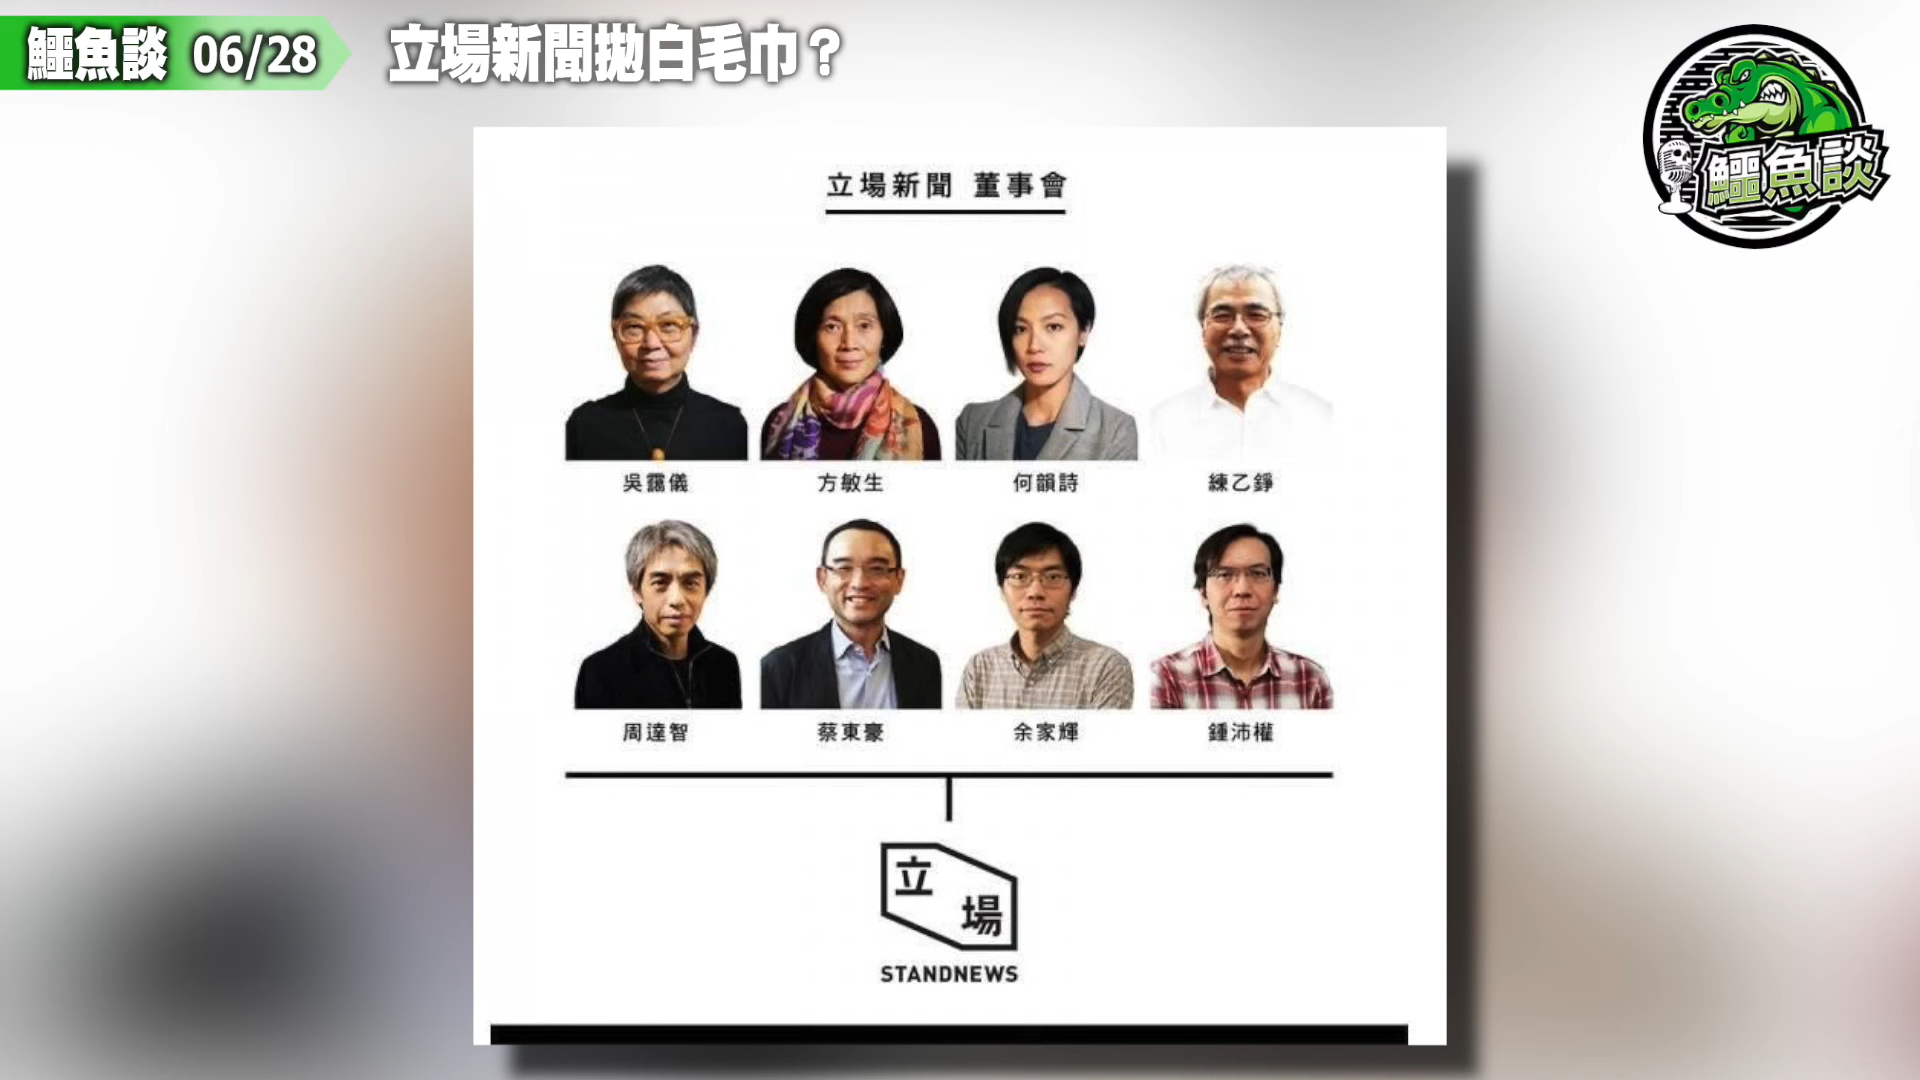 鱷魚談 06/28 立場新聞拋白毛巾？
鱷魚談
立場新聞 董事會
吳靄儀 方敏生 何韻詩 練乙錚
周達智 蔡東豪 余家輝 鍾沛權
立場
STANDNEWS